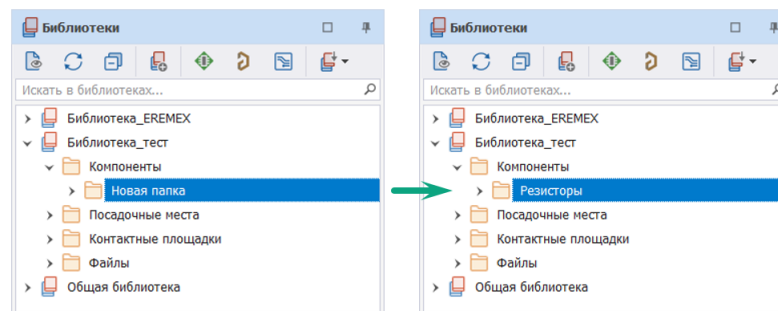 Библиотеки
Искать в библиотеках...
Библиотека_EREMEX
Библиотека_тест
Компоненты
Новая папка
Посадочные места
Контактные площадки
Файлы
Общая библиотека
Библиотеки
Искать в библиотеках...
Библиотека_EREMEX
Библиотека_тест
Компоненты
Резисторы
Посадочные места
Контактные площадки
Файлы
Общая библиотека